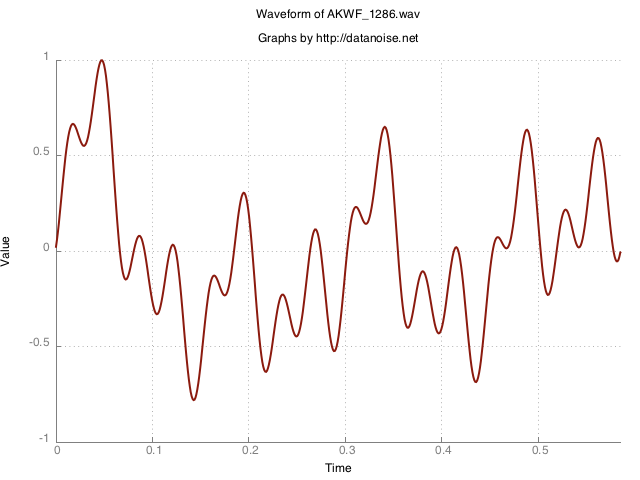 Waveform of AKWF_1286.wav
Graphs by http://datanoise.net
1
0.5
0
-0.5
-1
Value
0 0.1 0.2 0.3 0.4 0.5
Time